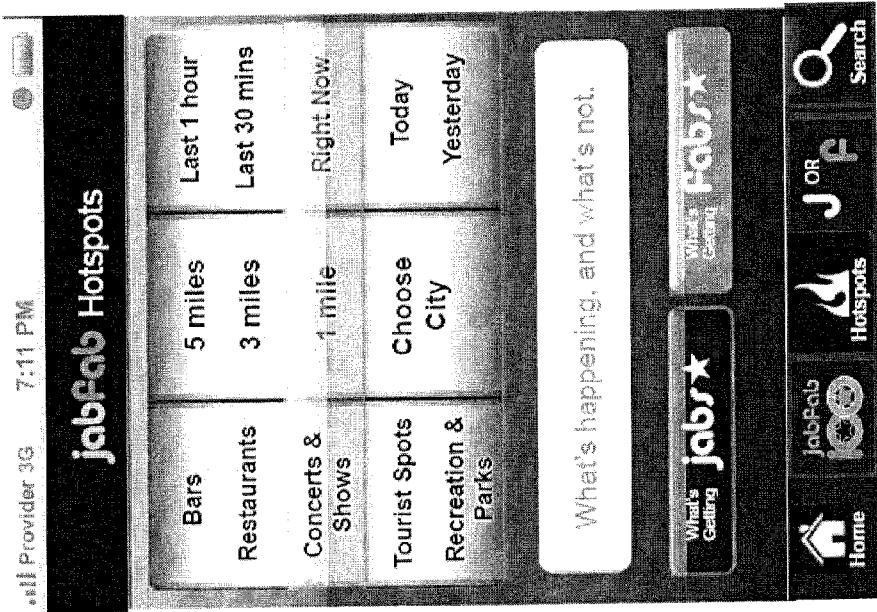 Provider 3G 7:11 PM
jabFab Hotspots
Bars 5 miles Last 1 hour
Restaurants 3 miles Last 30 mins
Concerts & Shows 1 mile Right Now
Tourist Spots Choose City Today
Recreation & Parks Yesterday
What's happening, and what's not.
What's Getting jabs
What's Getting Fabs
Home
jabFab 100
Hotspots
J OR F
Search